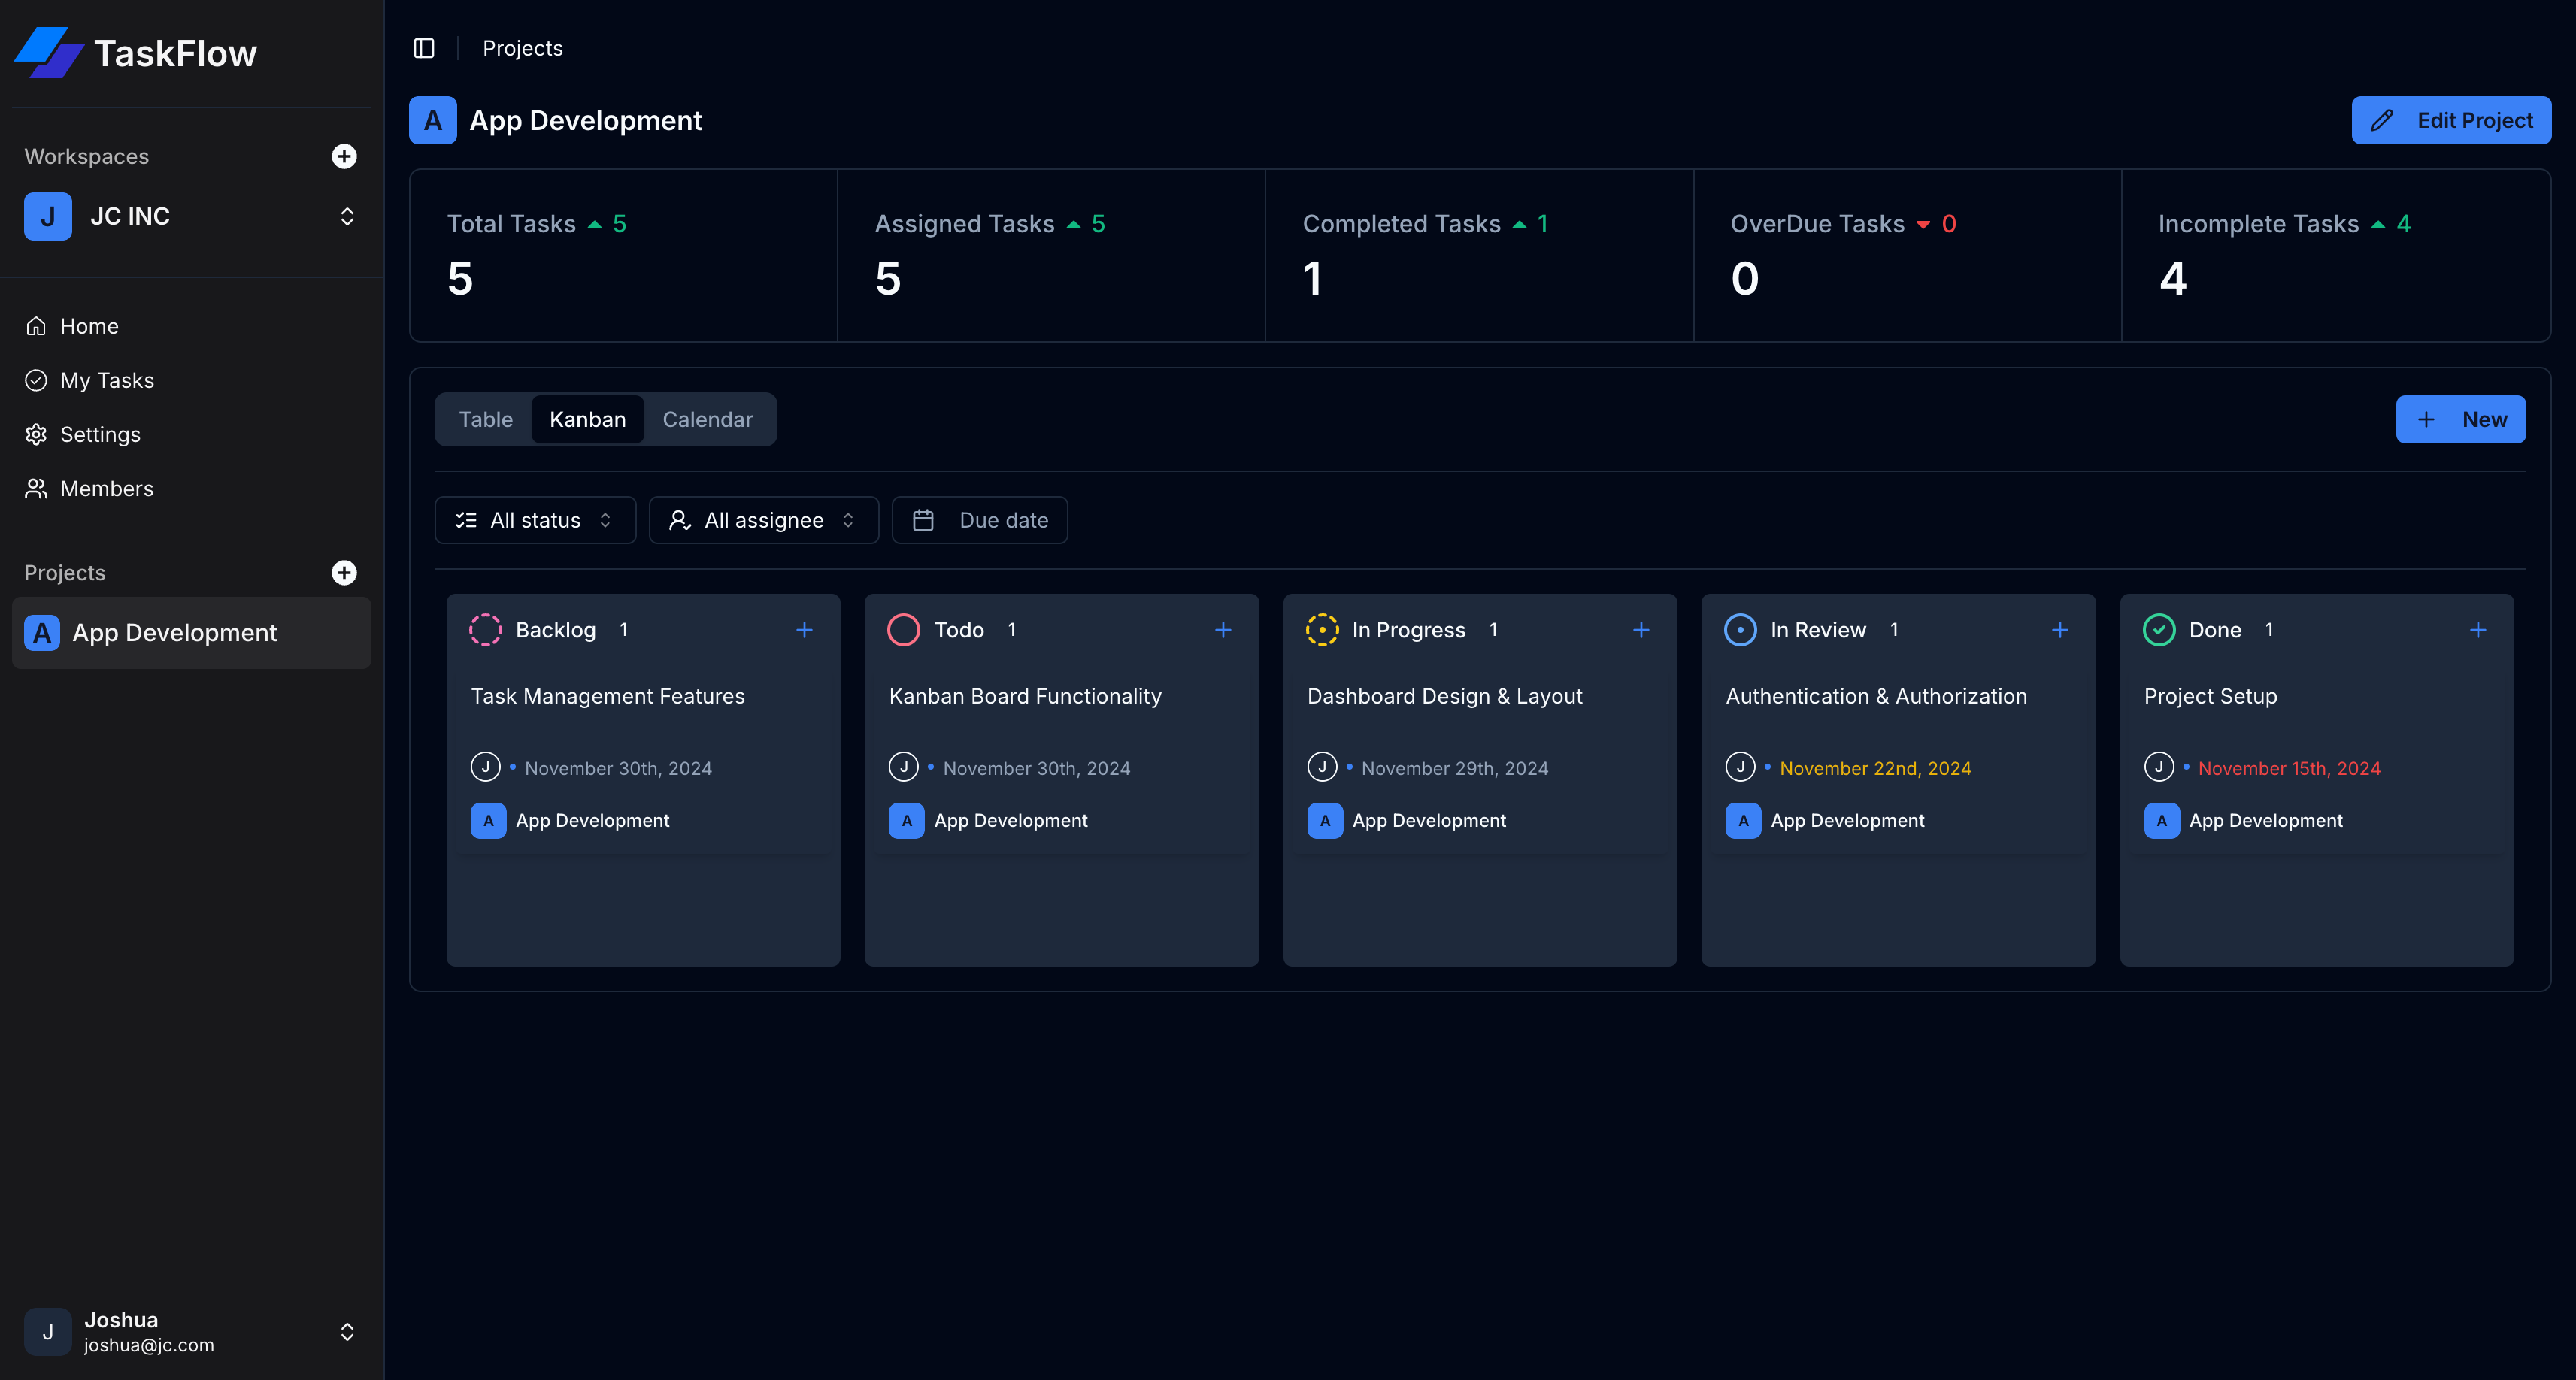 TaskFlow
Workspaces
J JC INC
Home
My Tasks
Settings
Members
Projects
A App Development
J Joshua
joshua@jc.com
Projects
A App Development
Edit Project
Total Tasks 5
5
Assigned Tasks 5
5
Completed Tasks 1
1
OverDue Tasks 0
0
Incomplete Tasks 4
4
Table Kanban Calendar
New
All status All assignee Due date
Backlog 1
Task Management Features
J November 30th, 2024
A App Development
Todo 1
Kanban Board Functionality
J November 30th, 2024
A App Development
In Progress 1
Dashboard Design & Layout
J November 29th, 2024
A App Development
In Review 1
Authentication & Authorization
J November 22nd, 2024
A App Development
Done 1
Project Setup
J November 15th, 2024
A App Development